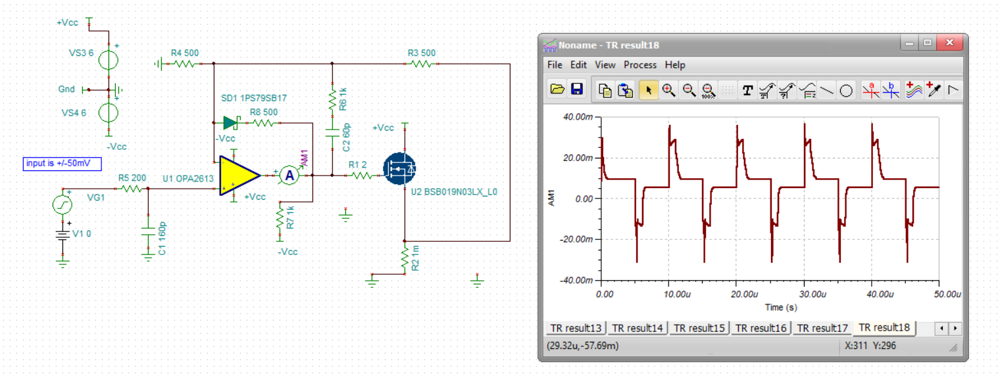 +Vcc
VS3 6
Gnd
VS4 6
-Vcc
input is +/-50mV
R5 200
VG1
V1 0
C1 160p
R4 500
SD1 1PS79SB17
R8 500
-Vcc
U1 OPA2613
+Vcc
+
A
AM1
R7 1k
-Vcc
R6 1k
C2 60p
R1 2
+Vcc
U2 BSB019N03LX_L0
R3 500
R2 1m
Noname - TR result18
File Edit View Process Help
100%
T
a
b
40.00m
20.00m
0.00
-20.00m
-40.00m
AM1
0.00 10.00u 20.00u 30.00u 40.00u 50.00u
Time (s)
TR result13 TR result14 TR result15 TR result16 TR result17 TR result18
(29.32u,-57.69m) X:311 Y:296